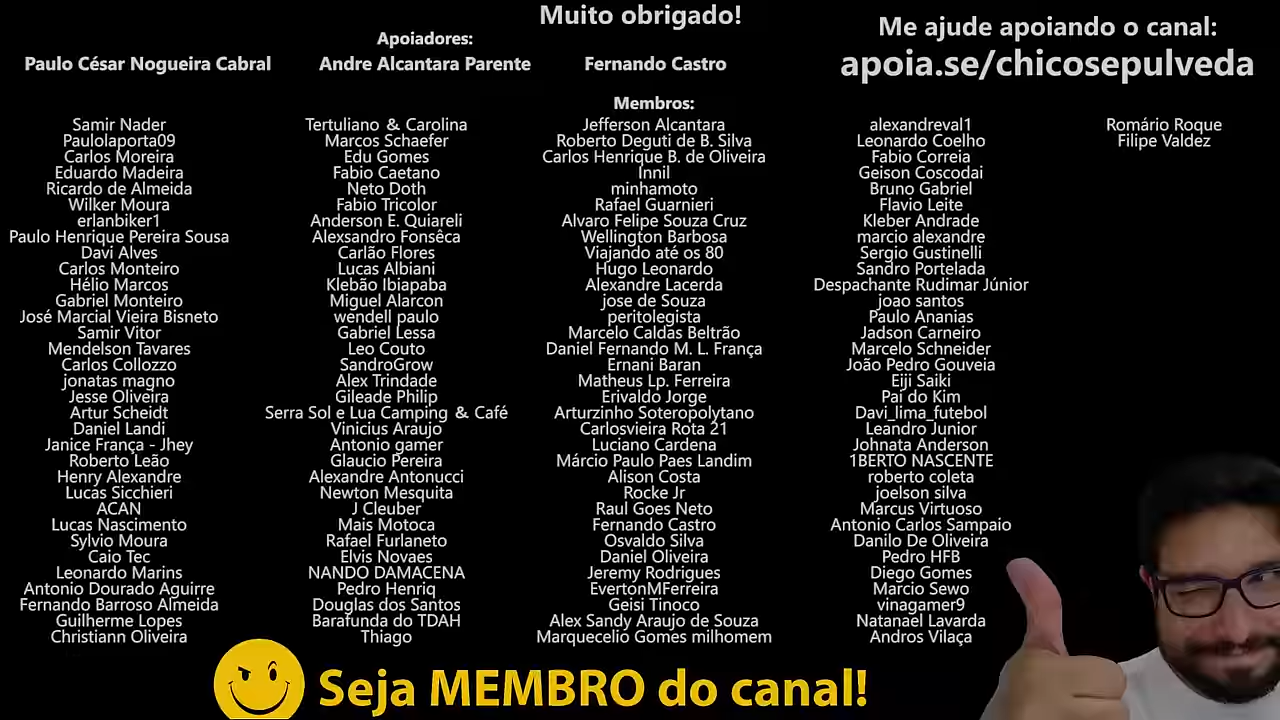 Muito obrigado!
Apoiadores:
Paulo César Nogueira Cabral
Andre Alcantara Parente
Fernando Castro
Me ajude apoiando o canal:
apoia.se/chicosepulveda
Membros:
Samir Nader
Paulolaporta09
Carlos Moreira
Eduardo Madeira
Ricardo de Almeida
Wilker Moura
erlanbiker1
Paulo Henrique Pereira Sousa
Davi Alves
Carlos Monteiro
Hélio Marcos
Gabriel Monteiro
José Marcial Vieira Bisneto
Samir Vitor
Mendelson Tavares
Carlos Collozzo
jonatas magno
Jesse Oliveira
Artur Scheidt
Daniel Landi
Janice França - Jhey
Roberto Leão
Henry Alexandre
Lucas Sicchieri
ACAN
Lucas Nascimento
Sylvio Moura
Caio Tec
Leonardo Marins
Antonio Dourado Aguirre
Fernando Barroso Almeida
Guilherme Lopes
Christiann Oliveira
Tertuliano & Carolina
Marcos Schaefer
Edu Gomes
Fabio Caetano
Neto Doth
Fabio Tricolor
Anderson E. Quiareli
Alexsandro Fonsêca
Carlão Flores
Lucas Albiani
Klebão Ibiapaba
Miguel Alarcon
wendell paulo
Gabriel Lessa
Leo Couto
SandroGrow
Alex Trindade
Gileade Philip
Serra Sol e Lua Camping & Café
Vinicius Araujo
Antonio gamer
Glaucio Pereira
Alexandre Antonucci
Newton Mesquita
J Cleuber
Mais Motoca
Rafael Furlaneto
Elvis Novaes
NANDO DAMACENA
Pedro Henriq
Douglas dos Santos
Barafunda do TDAH
Thiago
Jefferson Alcantara
Roberto Deguti de B. Silva
Carlos Henrique B. de Oliveira
Innil
minhamoto
Rafael Guarnieri
Alvaro Felipe Souza Cruz
Wellington Barbosa
Viajando até os 80
Hugo Leonardo
Alexandre Lacerda
jose de Souza
peritolegista
Marcelo Caldas Beltrão
Daniel Fernando M. L. França
Ernani Baran
Matheus Lp. Ferreira
Erivaldo Jorge
Arturzinho Soteropolytano
Carlosvieira Rota 21
Luciano Cardena
Márcio Paulo Paes Landim
Alison Costa
Rocke Jr
Raul Goes Neto
Fernando Castro
Osvaldo Silva
Daniel Oliveira
Jeremy Rodrigues
EvertonMFerreira
Geisi Tinoco
Alex Sandy Araujo de Souza
Marquecelio Gomes milhomem
alexandreval1
Leonardo Coelho
Fabio Correia
Geison Coscodai
Bruno Gabriel
Flavio Leite
Kleber Andrade
marcio alexandre
Sergio Gustinelli
Sandro Portelada
Despachante Rudimar Júnior
joao santos
Paulo Ananias
Jadson Carneiro
Marcelo Schneider
João Pedro Gouveia
Eiji Saiki
Pai do Kim
Davi_lima_futebol
Leandro Junior
Johnata Anderson
1BERTO NASCENTE
roberto coleta
joelson silva
Marcus Virtuoso
Antonio Carlos Sampaio
Danilo De Oliveira
Pedro HFB
Diego Gomes
Marcio Sewo
vinagamer9
Natanael Lavarda
Andros Vilaça
Romário Roque
Filipe Valdez
Seja MEMBRO do canal!